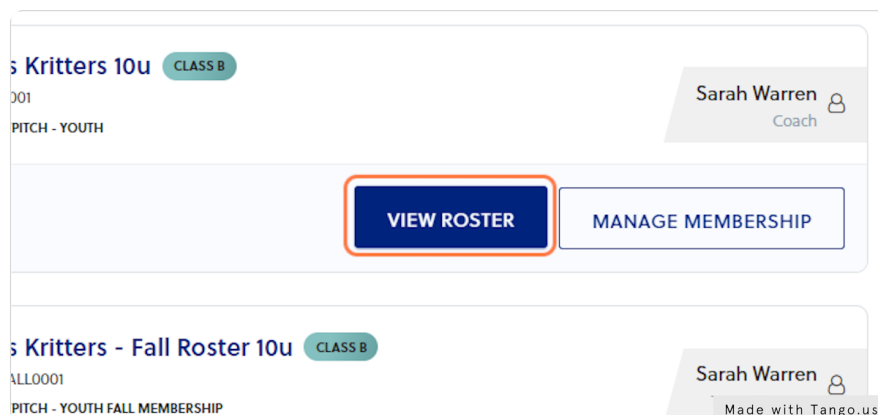 s Kritters 10u CLASS B
001
PITCH - YOUTH
Sarah Warren
Coach
VIEW ROSTER MANAGE MEMBERSHIP
s Kritters - Fall Roster 10u CLASS B
ALL0001
PITCH - YOUTH FALL MEMBERSHIP
Sarah Warren
Made with Tango.us